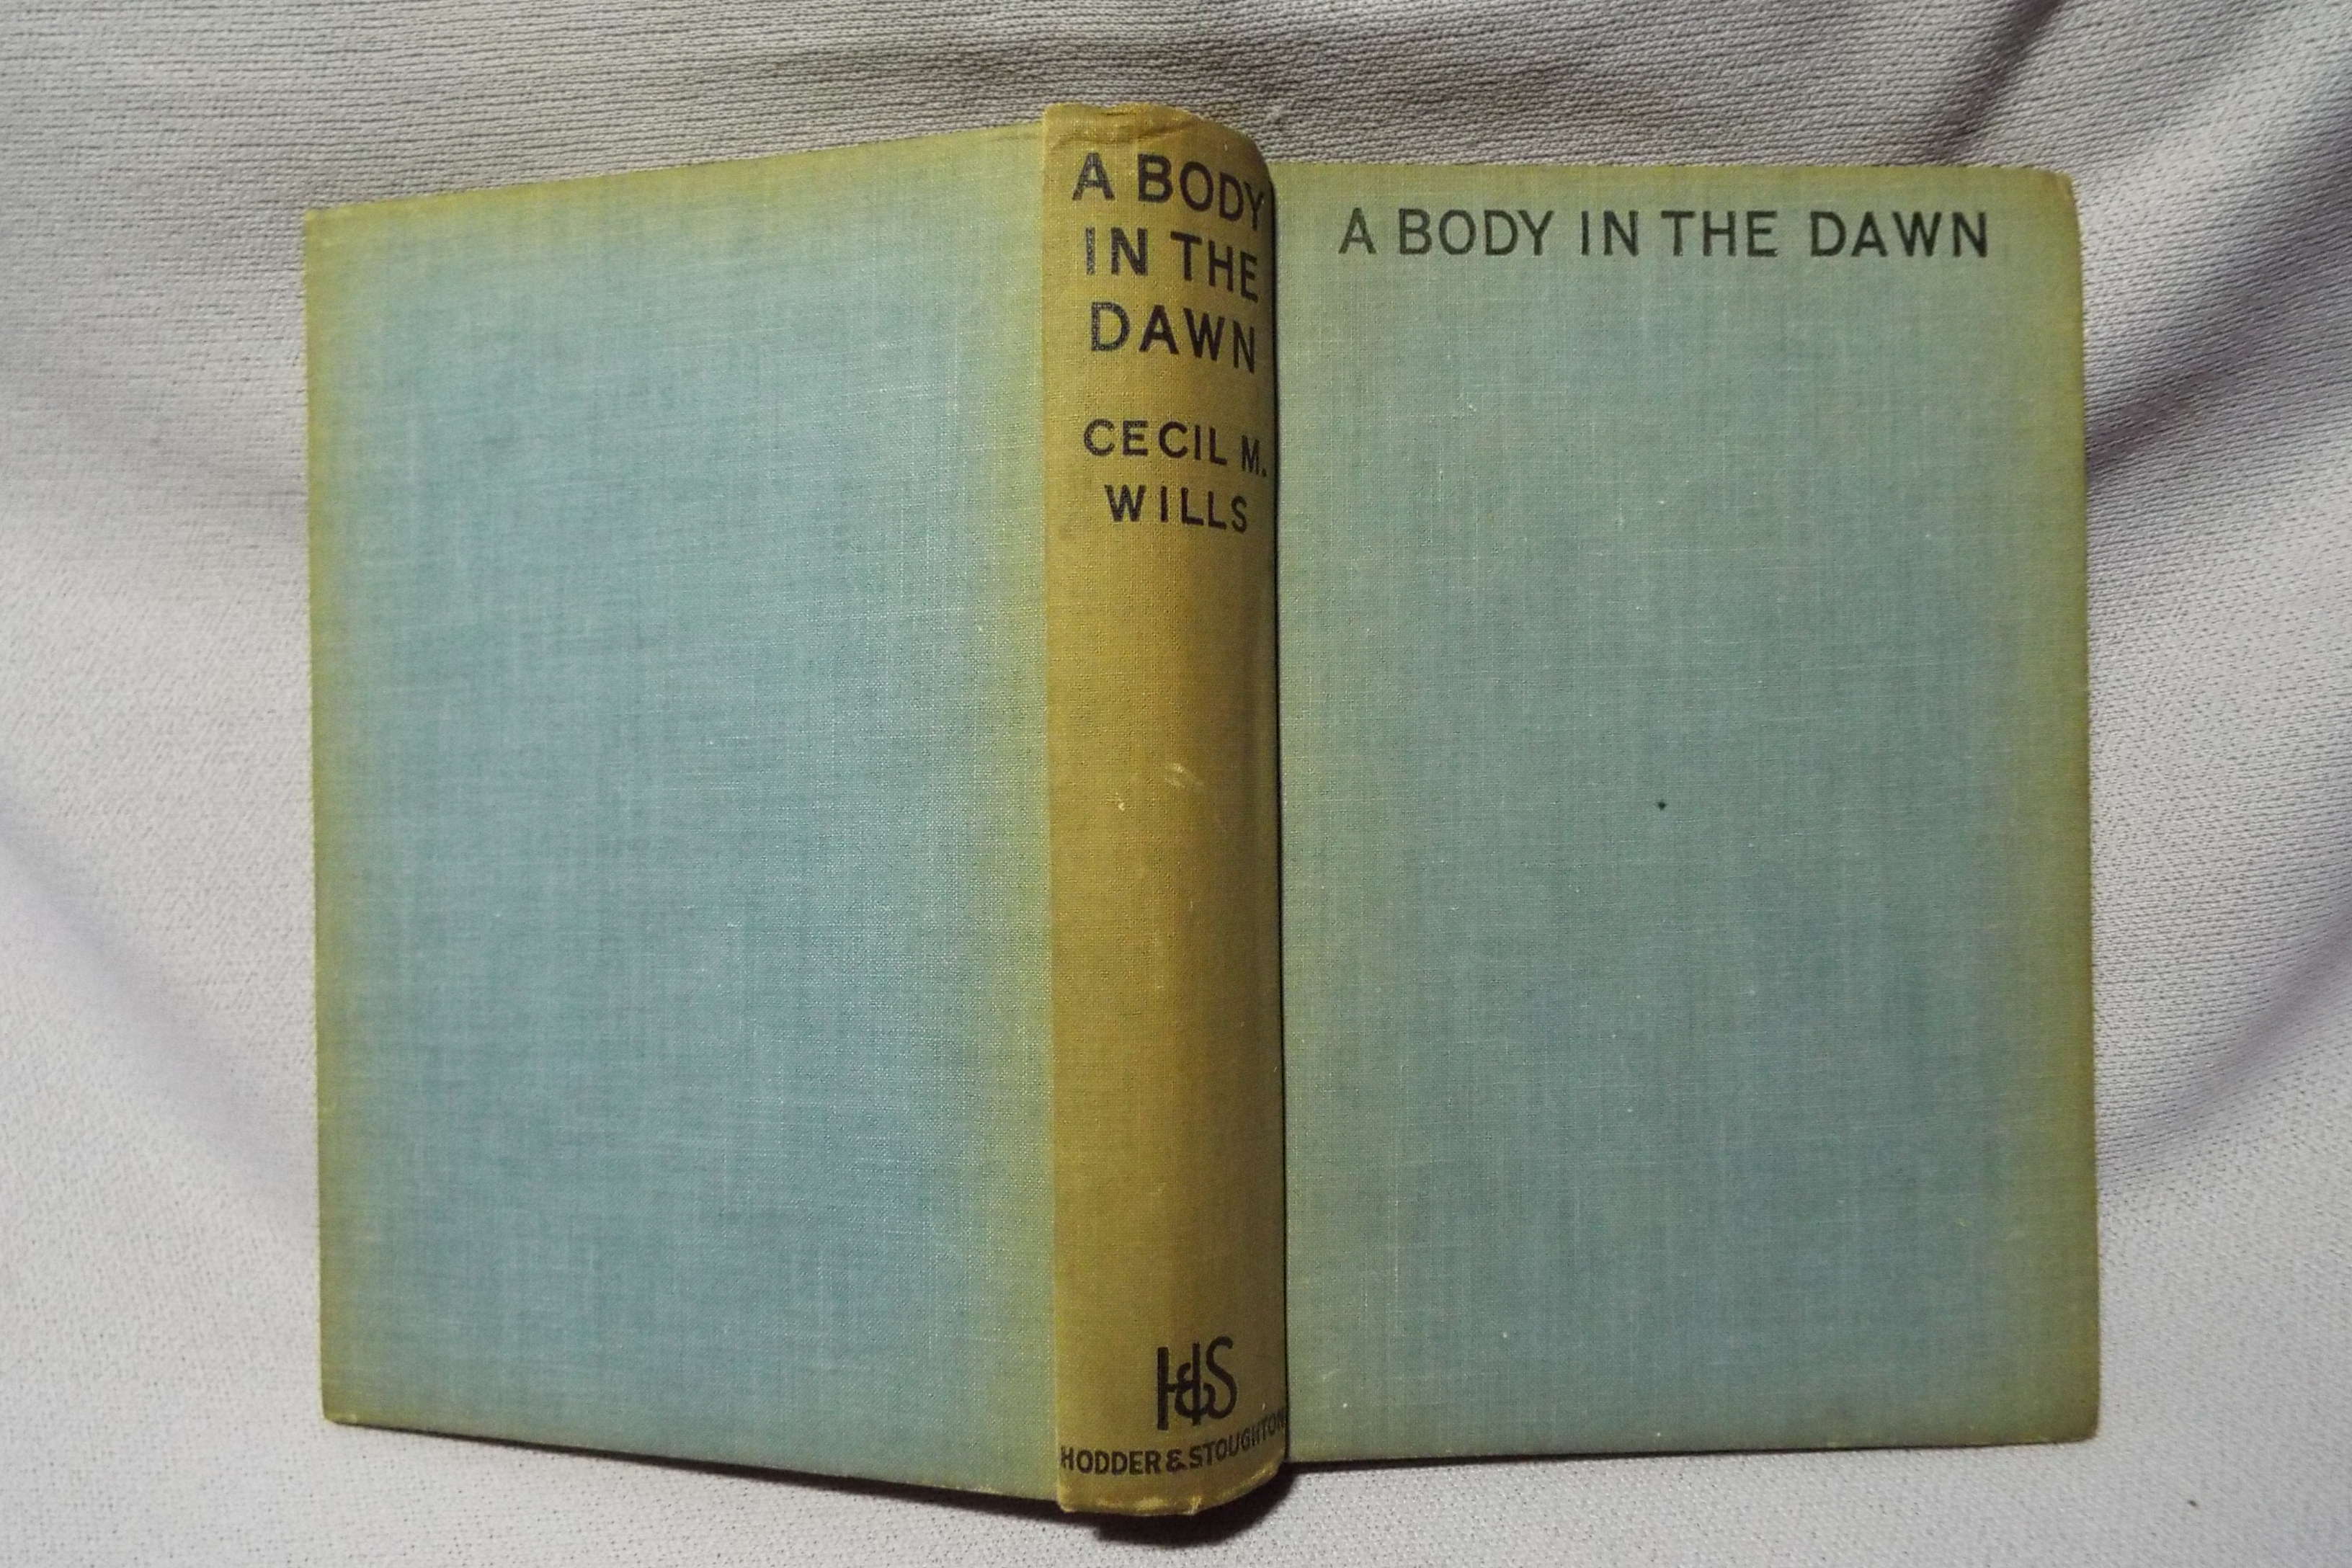 A BODY
IN THE
DAWN
CECIL M.
WILLS
H&S
HODDER & STOUGHTON
A BODY IN THE DAWN